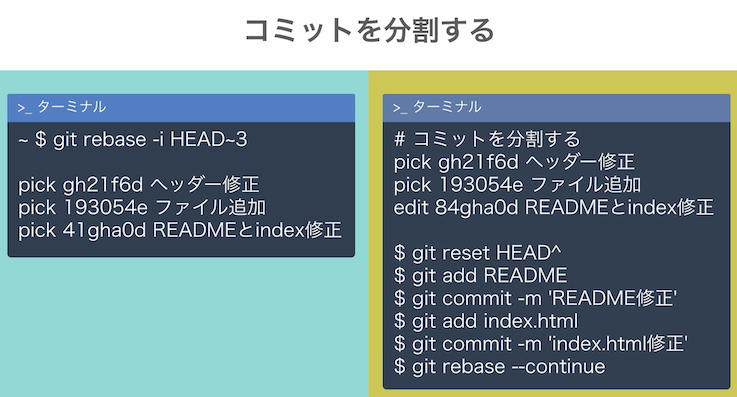 コミットを分割する
>_ ターミナル
~ $ git rebase -i HEAD~3
pick gh21f6d ヘッダー修正
pick 193054e ファイル追加
pick 41gha0d READMEとindex修正
>_ ターミナル
# コミットを分割する
pick gh21f6d ヘッダー修正
pick 193054e ファイル追加
edit 84gha0d READMEとindex修正
$ git reset HEAD^
$ git add README
$ git commit -m 'README修正'
$ git add index.html
$ git commit -m 'index.html修正'
$ git rebase --continue